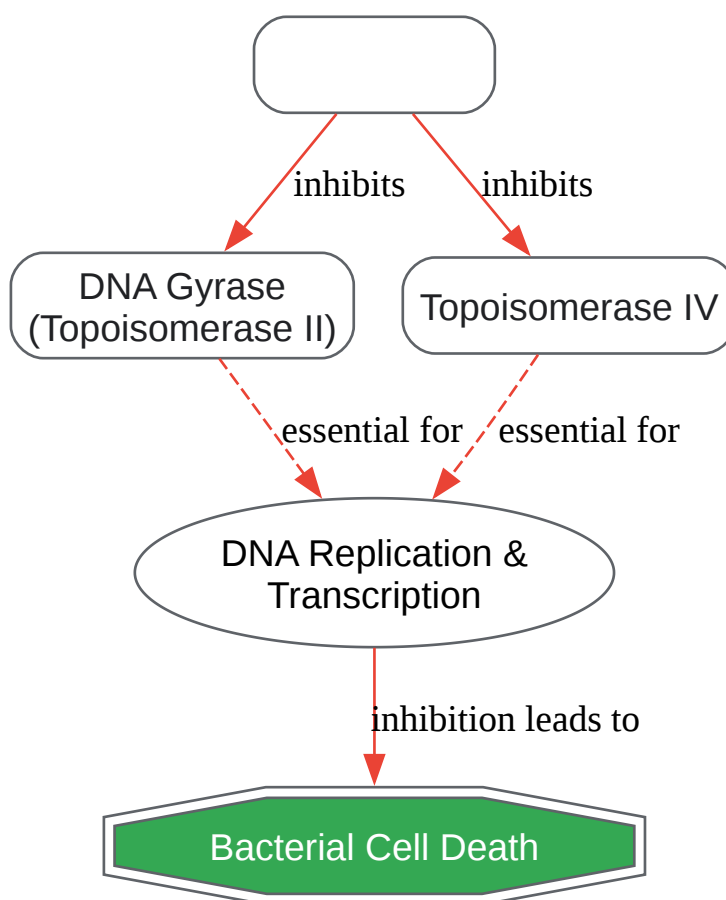 inhibits
inhibits
DNA Gyrase
(Topoisomerase II)
Topoisomerase IV
essential for
essential for
DNA Replication &
Transcription
inhibition leads to
Bacterial Cell Death